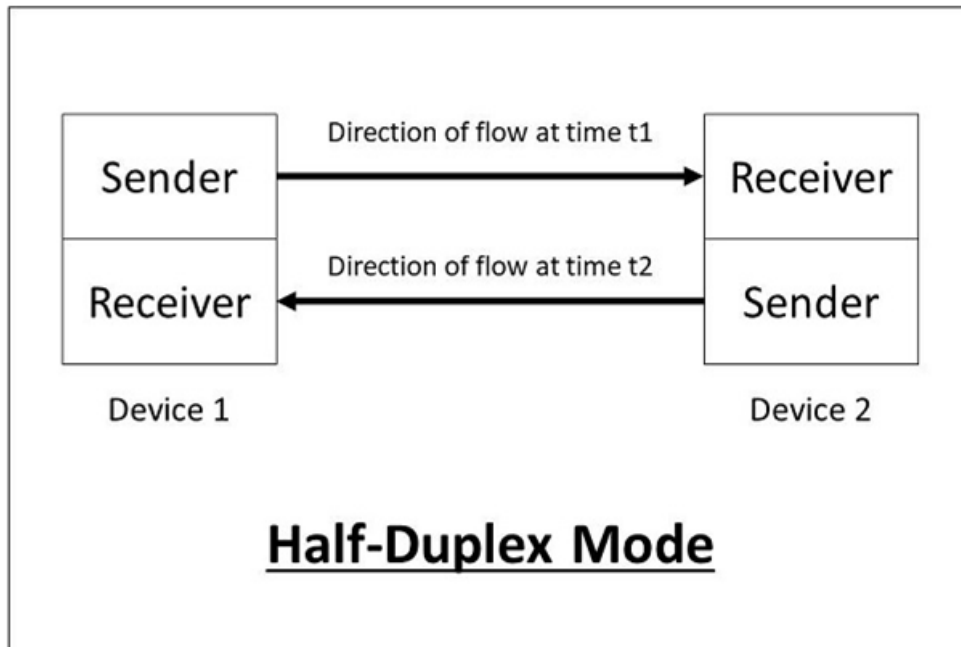 Direction of flow at time t1
Sender
Receiver
Direction of flow at time t2
Receiver
Sender
Device 1
Device 2
Half-Duplex Mode